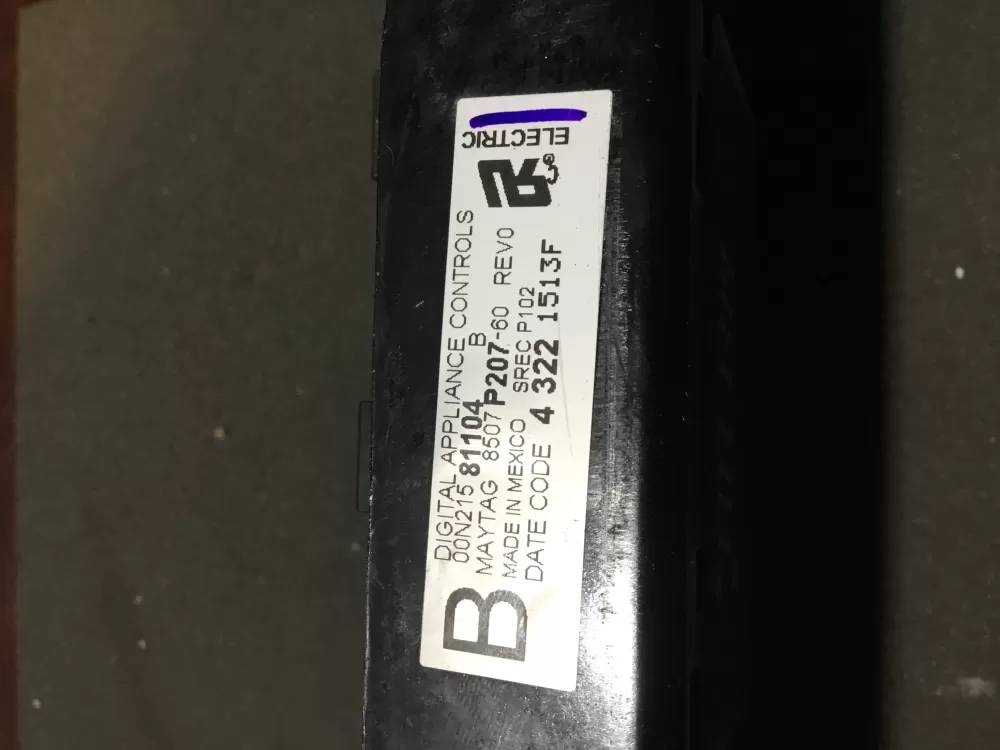 DIGITAL APPLIANCE CONTROLS
00N215 81104 B
MAYTAG 8507 P207-60 REV0
MADE IN MEXICO SREC P102
DATE CODE 4 322 1513F
B
ELECTRIC